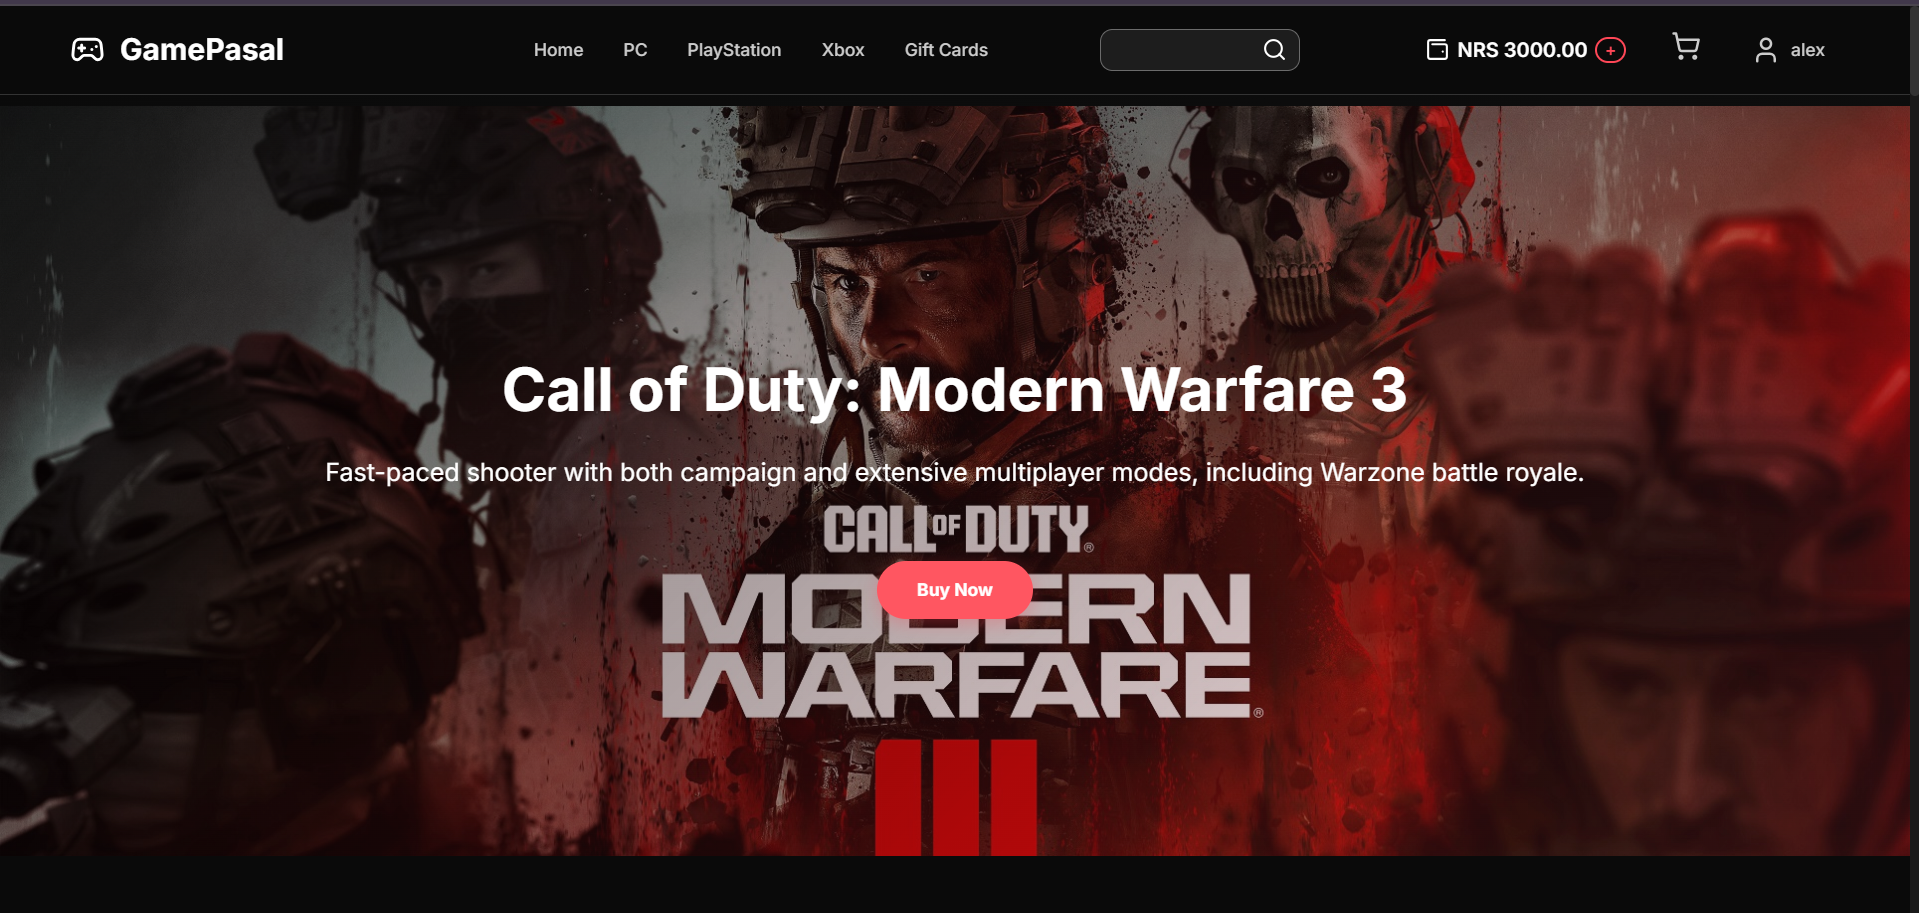 GamePasal
Home PC PlayStation Xbox Gift Cards
NRS 3000.00 +
alex
Call of Duty: Modern Warfare 3
Fast-paced shooter with both campaign and extensive multiplayer modes, including Warzone battle royale.
CALL OF DUTY®
Buy Now
MODERN
WARFARE®
III